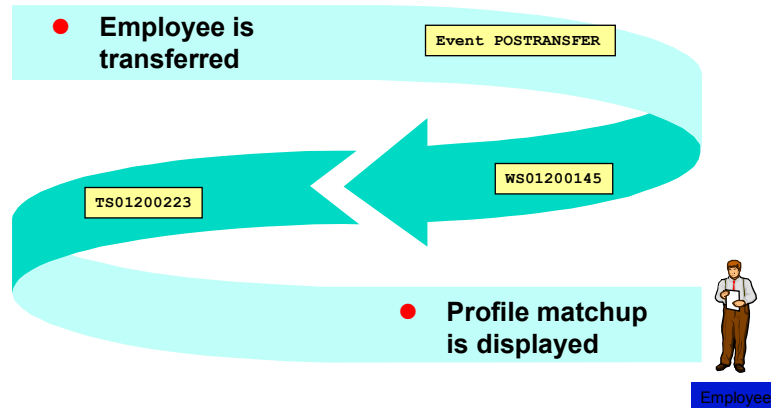 Employee is
transferred
Event POSTRANSFER
WS01200145
TS01200223
Profile matchup
is displayed
Employee